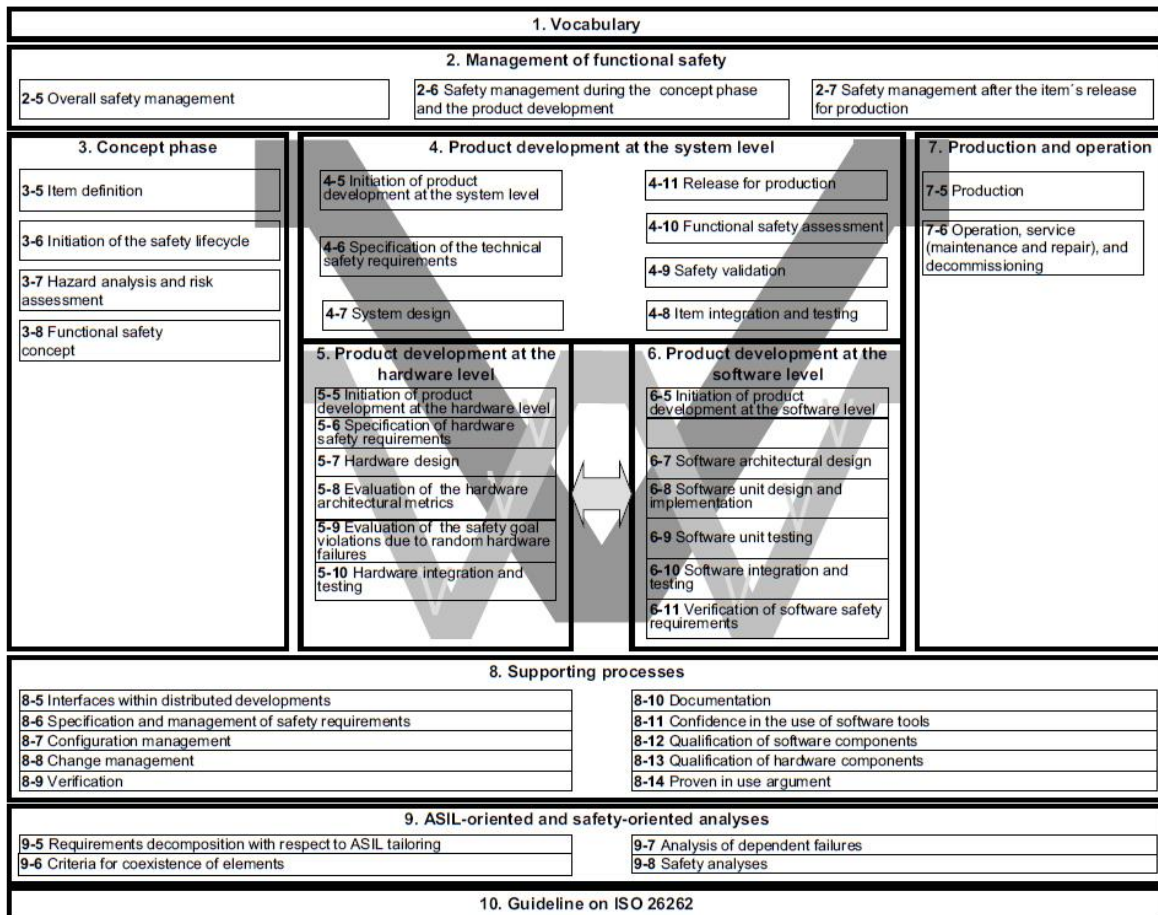 1. Vocabulary
2. Management of functional safety
2-5 Overall safety management
2-6 Safety management during the concept phase
and the product development
2-7 Safety management after the item´s release
for production
3. Concept phase
3-5 Item definition
3-6 Initiation of the safety lifecycle
3-7 Hazard analysis and risk
assessment
3-8 Functional safety
concept
4. Product development at the system level
4-5 Initiation of product
development at the system level
4-6 Specification of the technical
safety requirements
4-7 System design
4-11 Release for production
4-10 Functional safety assessment
4-9 Safety validation
4-8 Item integration and testing
7. Production and operation
7-5 Production
7-6 Operation, service
(maintenance and repair), and
decommissioning
5. Product development at the
hardware level
5-5 Initiation of product
development at the hardware level
5-6 Specification of hardware
safety requirements
5-7 Hardware design
5-8 Evaluation of the hardware
architectural metrics
5-9 Evaluation of the safety goal
violations due to random hardware
failures
5-10 Hardware integration and
testing
6. Product development at the
software level
6-5 Initiation of product
development at the software level
6-7 Software architectural design
6-8 Software unit design and
implementation
6-9 Software unit testing
6-10 Software integration and
testing
6-11 Verification of software safety
requirements
8. Supporting processes
8-5 Interfaces within distributed developments
8-6 Specification and management of safety requirements
8-7 Configuration management
8-8 Change management
8-9 Verification
8-10 Documentation
8-11 Confidence in the use of software tools
8-12 Qualification of software components
8-13 Qualification of hardware components
8-14 Proven in use argument
9. ASIL-oriented and safety-oriented analyses
9-5 Requirements decomposition with respect to ASIL tailoring
9-6 Criteria for coexistence of elements
9-7 Analysis of dependent failures
9-8 Safety analyses
10. Guideline on ISO 26262